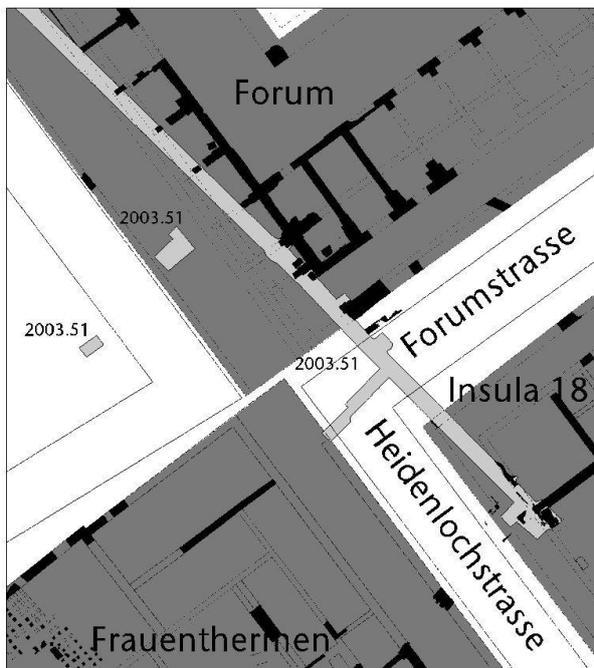 Forum
2003.51
Forumstrasse
2003.51
2003.51
Insula 18
Heidenlochstrasse
Frauenthermen